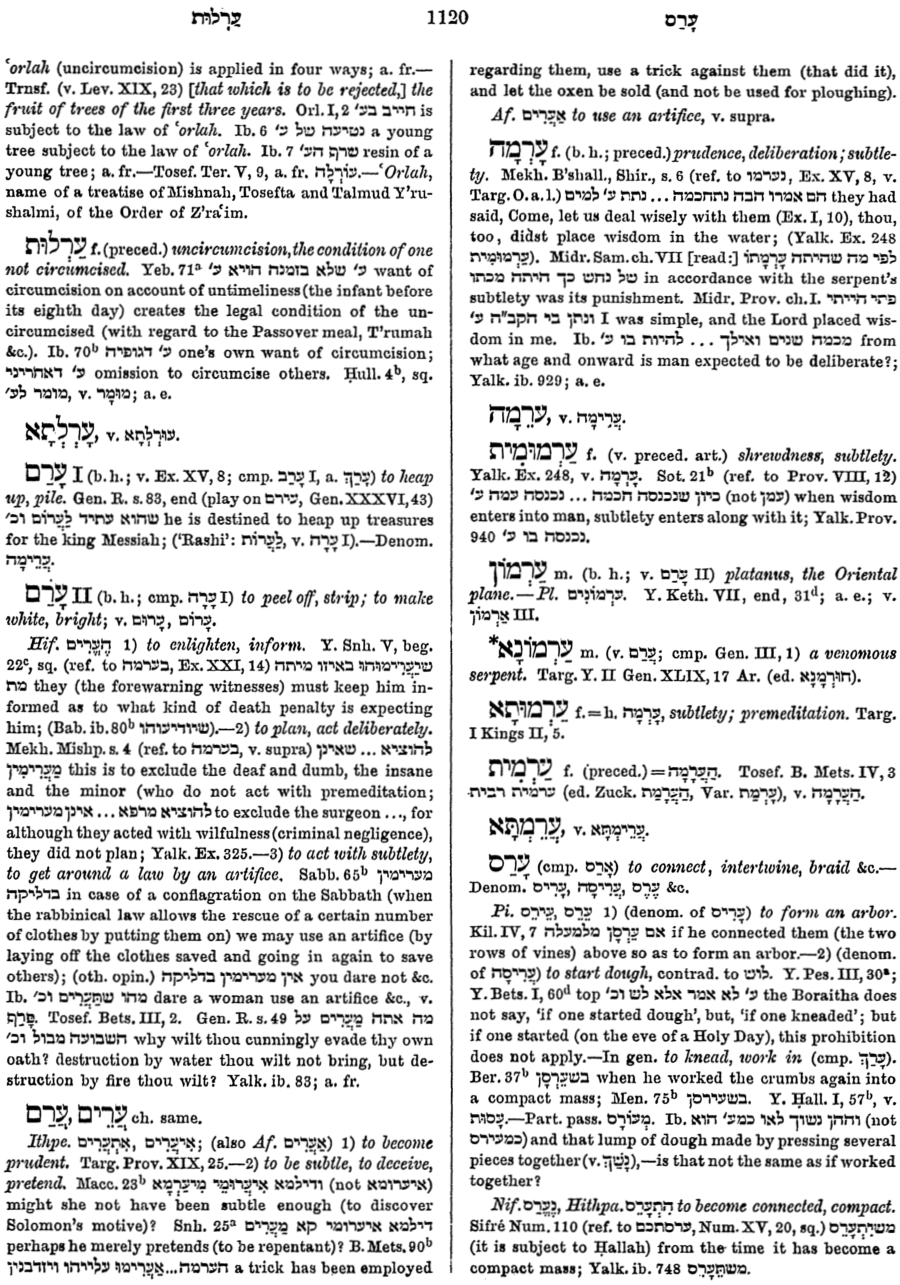 עַרְלוּת
1120
עָרַס
ʿorlah (uncircumcision) is applied in four ways; a. fr.—
Trnsf. (v. Lev. XIX, 23) [that which is to be rejected,] the
fruit of trees of the first three years. Orl. I, 2 חייב בע׳ is
subject to the law of ʿorlah. Ib. 6 נטיעה של ע׳ a young
tree subject to the law of ʿorlah. Ib. 7 שרף הע׳ resin of a
young tree; a. fr.—Tosef. Ter. V, 9, a. fr. עוֹרְלָה.—ʿOrlah,
name of a treatise of Mishnah, Tosefta and Talmud Y'ru-
shalmi, of the Order of Z'raʿim.
עַרְלוּת f. (preced.) uncircumcision, the condition of one
not circumcised. Yeb. 71ᵃ ע׳ שלא בזמנה הויא ע׳ want of
circumcision on account of untimeliness (the infant before
its eighth day) creates the legal condition of the un-
circumcised (with regard to the Passover meal, T'rumah
&c.). Ib. 70ᵇ ע׳ דגופיה one's own want of circumcision;
ע׳ דאחריני omission to circumcise others. Ḥull. 4ᵇ, sq.
מומר לע׳, v. מוּמָר; a. e.
עָרְלְתָא, v. עוּרְלְתָא.
עָרַם I (b. h.; v. Ex. XV, 8; cmp. עָרַב I, a. עָרַךְ) to heap
up, pile. Gen. R. s. 83, end (play on עירם, Gen. XXXVI, 43)
שהוא עתיד לַעֲרוֹם וכ׳ he is destined to heap up treasures
for the king Messiah; ('Rashi': לַעֲרוֹת, v. עָרָה I).—Denom.
עֲרֵימָה.
עָרַם II (b. h.; cmp. עָרָה I) to peel off, strip; to make
white, bright; v. עָרוֹם, עָרוּם.
Hif. הֶעֱרִים 1) to enlighten, inform. Y. Snh. V, beg.
22ᶜ, sq. (ref. to בערמה, Ex. XXI, 14) שיַּעֲרִימוּהוּ באיזו מיתה
מת they (the forewarning witnesses) must keep him in-
formed as to what kind of death penalty is expecting
him; (Bab. ib. 80ᵇ שיודיעוהו).—2) to plan, act deliberately.
Mekh. Mishp. s. 4 (ref. to בערמה, v. supra) להוציא ... שאינן
מַעֲרִימִין this is to exclude the deaf and dumb, the insane
and the minor (who do not act with premeditation;
להוציא מרפא ... אינן מערימין to exclude the surgeon ..., for
although they acted with wilfulness (criminal negligence),
they did not plan; Yalk. Ex. 325.—3) to act with subtlety,
to get around a law by an artifice. Sabb. 65ᵇ מערימין
בדליקה in case of a conflagration on the Sabbath (when
the rabbinical law allows the rescue of a certain number
of clothes by putting them on) we may use an artifice (by
laying off the clothes saved and going in again to save
others); (oth. opin.) אין מערימין בדליקה you dare not &c.
Ib. מהו שתַּעֲרִים וכ׳ dare a woman use an artifice &c., v.
פָּרַף. Tosef. Bets. III, 2. Gen. R. s. 49 מה אתה מַעֲרִים על
השבועה מבול וכ׳ why wilt thou cunningly evade thy own
oath? destruction by water thou wilt not bring, but de-
struction by fire thou wilt? Yalk. ib. 83; a. fr.
עֲרֵים, עֲרַם ch. same.
Ithpe. אִיעֲרִים, אִתְעֲרִים; (also Af. אַעֲרִים) 1) to become
prudent. Targ. Prov. XIX, 25.—2) to be subtle, to deceive,
pretend. Macc. 23ᵇ ודילמא אִיעֲרוּמֵי מִיעַרְמָא (not איערומא)
might she not have been subtle enough (to discover
Solomon's motive)? Snh. 25ᵃ דילמא איערומי קא מַעֲרִים
perhaps he merely pretends (to be repentant)? B. Mets. 90ᵇ
הערמה...אַעֲרִימוּ עלייהו ויזדבנין a trick has been employed
regarding them, use a trick against them (that did it),
and let the oxen be sold (and not be used for ploughing).
Af. אַעֲרִים to use an artifice, v. supra.
עָרְמָה f. (b. h.; preced.) prudence, deliberation; subtle-
ty. Mekh. B'shall., Shir., s. 6 (ref. to נערמו, Ex. XV, 8, v.
Targ. O. a. l.) הם אמרו הבה נתחכמה ... נתת ע׳ למים they had
said, Come, let us deal wisely with them (Ex. I, 10), thou,
too, didst place wisdom in the water; (Yalk. Ex. 248
עַרְמוּמִית). Midr. Sam. ch. VII [read:] לפי מה שהיתה עָרְמָתוֹ
של נחש כך היתה מכתו in accordance with the serpent's
subtlety was its punishment. Midr. Prov. ch. I. פתי הייתי
ונתן בי הקב״ה ע׳ I was simple, and the Lord placed wis-
dom in me. Ib. מכמה שנים ואילך ... להיות בו ע׳ from
what age and onward is man expected to be deliberate?;
Yalk. ib. 929; a. e.
עֲרֵמָה, v. עֲרֵימָה.
עַרְמוּמִית f. (v. preced. art.) shrewdness, subtlety.
Yalk. Ex. 248, v. עָרְמָה. Sot. 21ᵇ (ref. to Prov. VIII, 12)
כיון שנכנסה חכמה ... נכנסה עמה ע׳ (not עמן) when wisdom
enters into man, subtlety enters along with it; Yalk. Prov.
940 נכנסה בו ע׳.
עַרְמוֹן m. (b. h.; v. עָרַם II) platanus, the Oriental
plane.—Pl. עַרְמוֹנִים. Y. Keth. VII, end, 31ᵈ; a. e.; v.
אַרְמוֹן III.
*עַרְמוֹנָא m. (v. עֲרַם; cmp. Gen. III, 1) a venomous
serpent. Targ. Y. II Gen. XLIX, 17 Ar. (ed. חוּרְמָנָא).
עַרְמוּתָא f. = h. עָרְמָה, subtlety; premeditation. Targ.
I Kings II, 5.
עַרְמִית f. (preced.) = הַעֲרָמָה. Tosef. B. Mets. IV, 3
ערמית רבית (ed. Zuck. הַעֲרָמַת, Var. עָרְמַת), v. הַעֲרָמָה.
עֲרֵמְתָּא, v. עֲרֵימְתָּא.
עָרַס (cmp. אָרַס) to connect, intertwine, braid &c.—
Denom. עֶרֶס, עֲרִיסָה, עָרִיס &c.
Pi. עֵרֵס, עֵירֵס 1) (denom. of עָרִיס) to form an arbor.
Kil. IV, 7 אם עֵרְסָן מלמעלה if he connected them (the two
rows of vines) above so as to form an arbor.—2) (denom.
of עֲרִיסָה) to start dough, contrad. to לוּשׁ. Y. Pes. III, 30ᵃ;
Y. Bets. I, 60ᵈ top ע׳ לא אמר אלא לש וכ׳ the Boraitha does
not say, 'if one started dough', but, 'if one kneaded'; but
if one started (on the eve of a Holy Day), this prohibition
does not apply.—In gen. to knead, work in (cmp. עָרַךְ).
Ber. 37ᵇ בשעֵרְסָן when he worked the crumbs again into
a compact mass; Men. 75ᵇ בשעירסן. Y. Ḥall. I, 57ᵇ, v.
עִסּוּת.—Part. pass. מְעוֹרָס. Ib. וההן נשוך לאו כמע׳ הוא (not
כמעירס) and that lump of dough made by pressing several
pieces together (v. נָשַׁךְ),—is that not the same as if worked
together?
Nif. נֶעֱרַס, Hithpa. הִתְעָרֵס to become connected, compact.
Sifré Num. 110 (ref. to ערסתכם, Num. XV, 20, sq.) משיִּתְעָרֵס
(it is subject to Ḥallah) from the time it has become a
compact mass; Yalk. ib. 748 משתֵּעָרֵס.